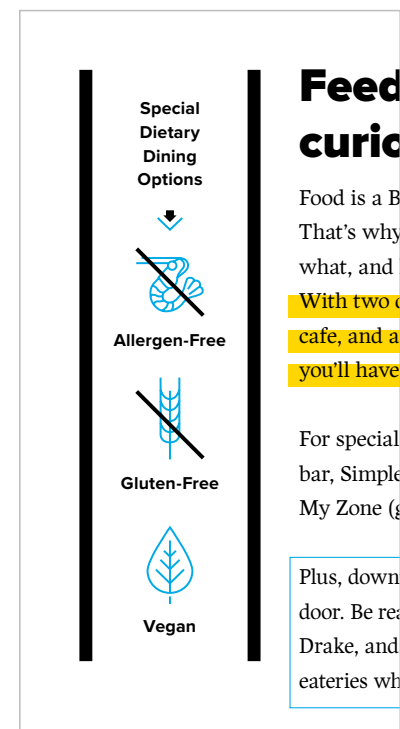 Special
Dietary
Dining
Options
Allergen-Free
Gluten-Free
Vegan
Feed
curio
Food is a B
That’s why
what, and
With two
cafe, and a
you’ll have
For special
bar, Simple
My Zone (g
Plus, down
door. Be rea
Drake, and
eateries wh